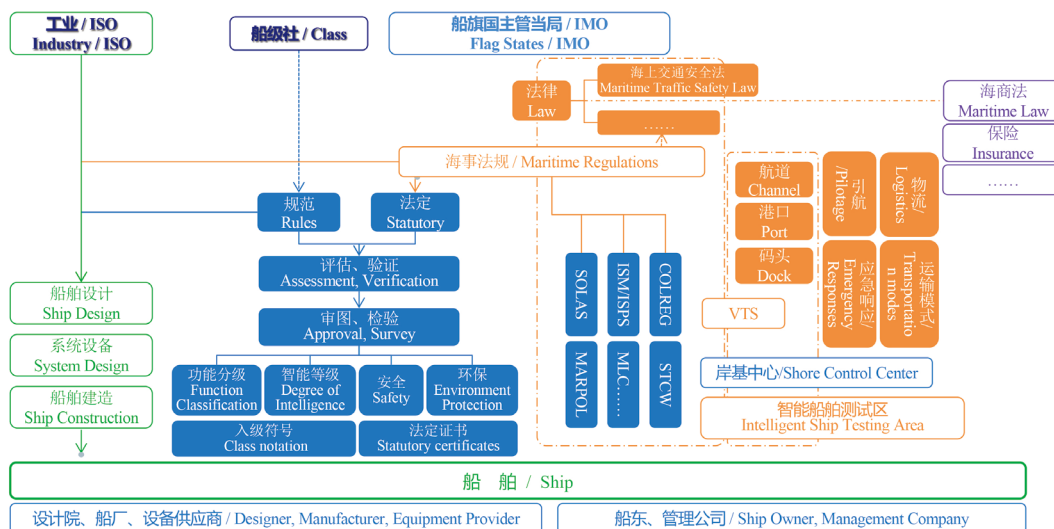 工业 / ISO
Industry / ISO
船级社 / Class
船旗国主管当局 / IMO
Flag States / IMO
法律
Law
海上交通安全法
Maritime Traffic Safety Law
……
海商法
Maritime Law
保险
Insurance
……
海事法规 / Maritime Regulations
规范
Rules
法定
Statutory
评估、验证
Assessment, Verification
审图、检验
Approval, Survey
功能分级
Function
Classification
智能等级
Degree of
Intelligence
安全
Safety
环保
Environment
Protection
入级符号
Class notation
法定证书
Statutory certificates
船舶设计
Ship Design
系统设备
System Design
船舶建造
Ship Construction
SOLAS
ISM/ISPS
COLREG
MARPOL
MLC……
STCW
航道
Channel
港口
Port
码头
Dock
引航
/Pilotage
物流/
Logistics
应急响应/
Emergency
Responses
运输模式/
Transportatio
n modes
VTS
岸基中心/Shore Control Center
智能船舶测试区
Intelligent Ship Testing Area
船 舶 / Ship
设计院、船厂、设备供应商 / Designer, Manufacturer, Equipment Provider
船东、管理公司 / Ship Owner, Management Company